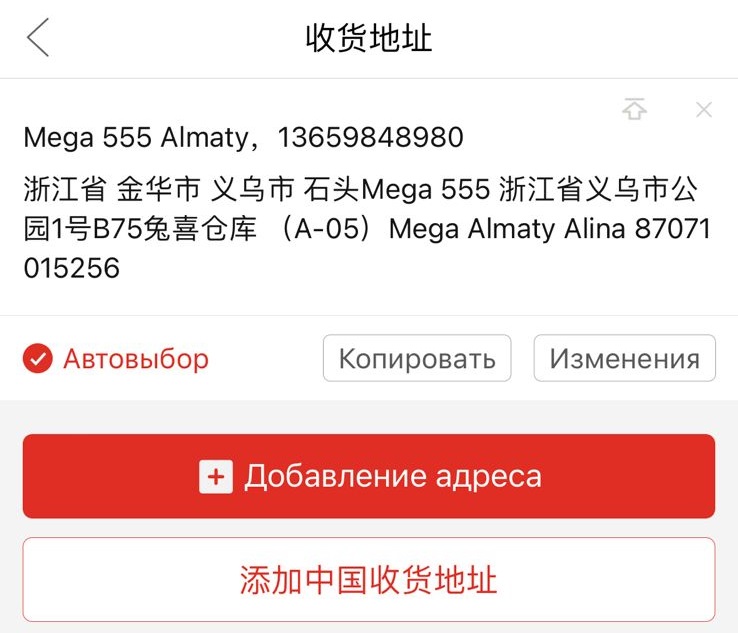 收货地址
Mega 555 Almaty，13659848980
浙江省 金华市 义乌市 石头Mega 555 浙江省义乌市公
园1号B75兔喜仓库 （A-05）Mega Almaty Alina 87071
015256
Автовыбор
Копировать
Изменения
Добавление адреса
添加中国收货地址